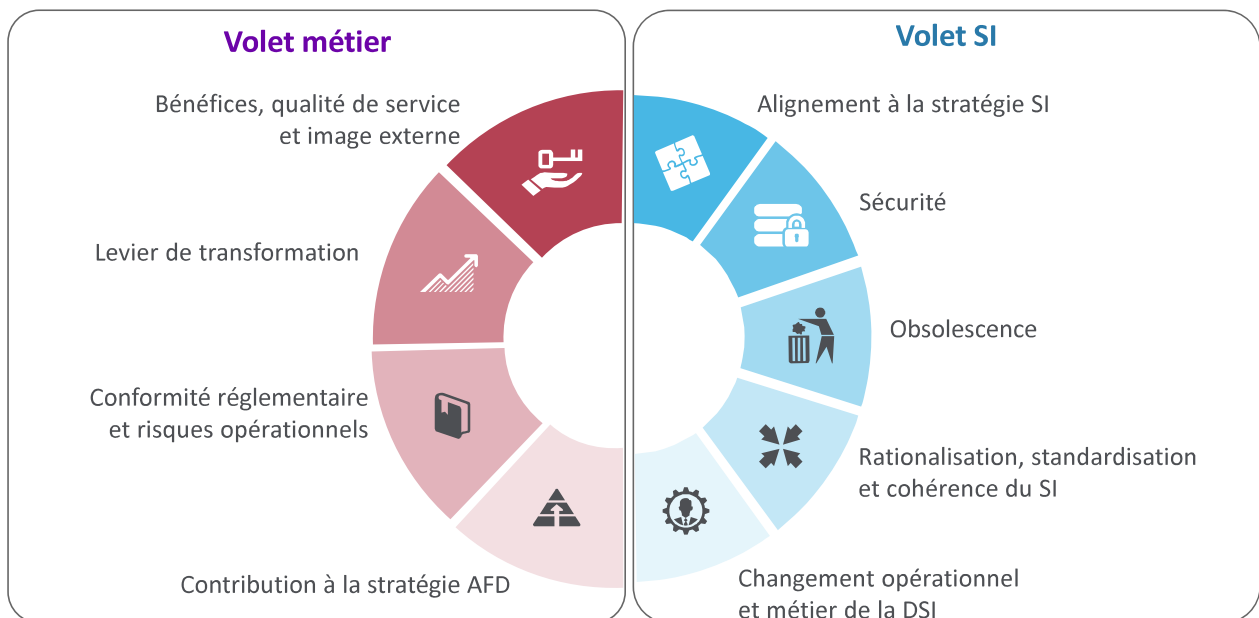 Volet métier
Bénéfices, qualité de service
et image externe
Levier de transformation
Conformité réglementaire
et risques opérationnels
Contribution à la stratégie AFD
Volet SI
Alignement à la stratégie SI
Sécurité
Obsolescence
Rationalisation, standardisation
et cohérence du SI
Changement opérationnel
et métier de la DSI